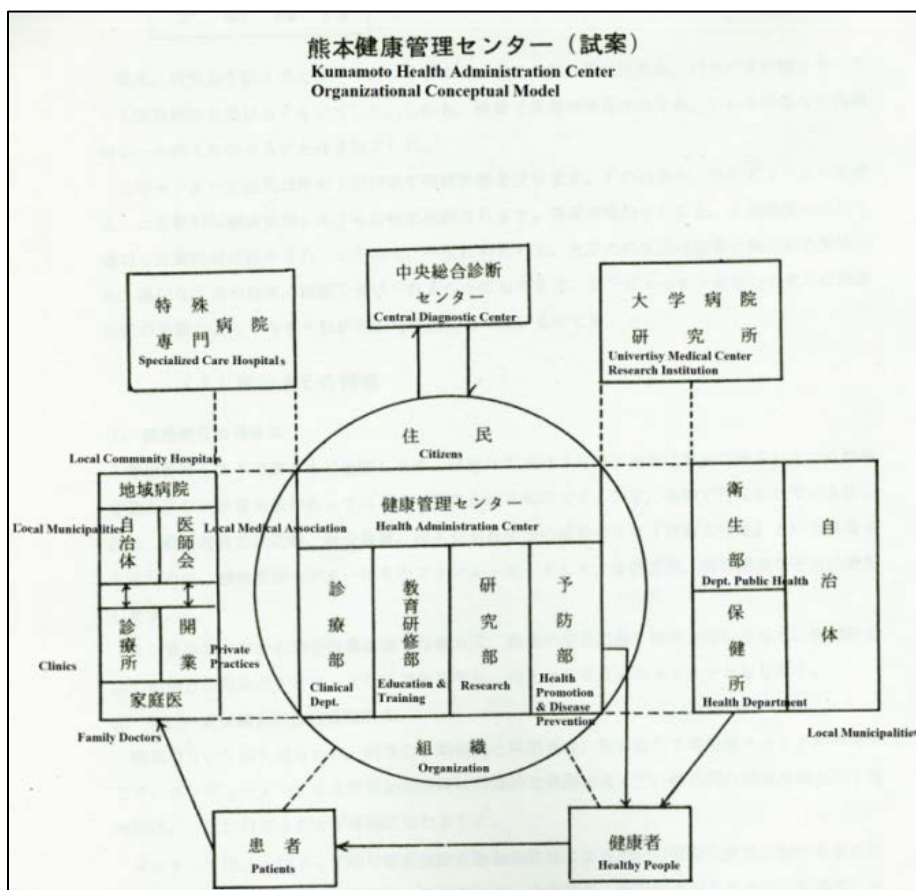 熊本健康管理センター（試案）
Kumamoto Health Administration Center
Organizational Conceptual Model
特殊
専門
病院
Specialized Care Hospitals
中央総合診断
センター
Central Diagnostic Center
大学病院
研究所
Univertisy Medical Center
Research Institution
住民
Citizens
Local Community Hospitals
地域病院
Local Municipalities
自治体
医師会
Local Medical Association
健康管理センター
Health Administration Center
衛生部
Dept. Public Health
自治体
診療部
Clinical
Dept.
教育研修部
Education &
Training
研究部
Research
予防部
Health
Promotion
& Disease
Prevention
Clinics
診療所
開業
Private
Practices
保健所
Health Department
家庭医
Family Doctors
Local Municipalities
組織
Organization
患者
Patients
健康者
Healthy People